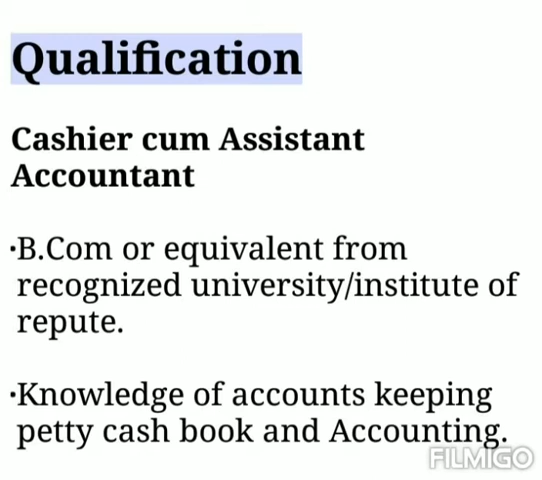 Qualification
Cashier cum Assistant
Accountant
·B.Com or equivalent from
recognized university/institute of
repute.
·Knowledge of accounts keeping
petty cash book and Accounting.
FILMIGO